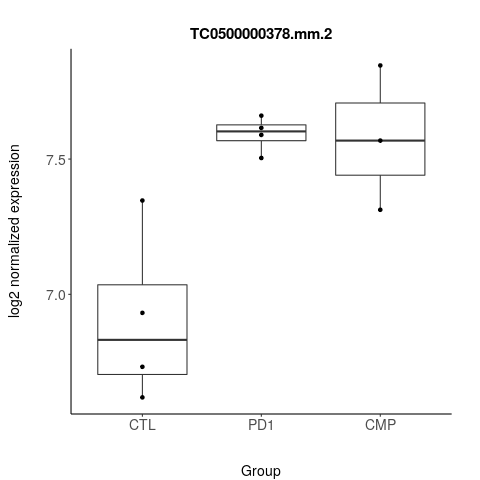 TC0500000378.mm.2
log2 normalized expression
7.5
7.0
CTL PD1 CMP
Group